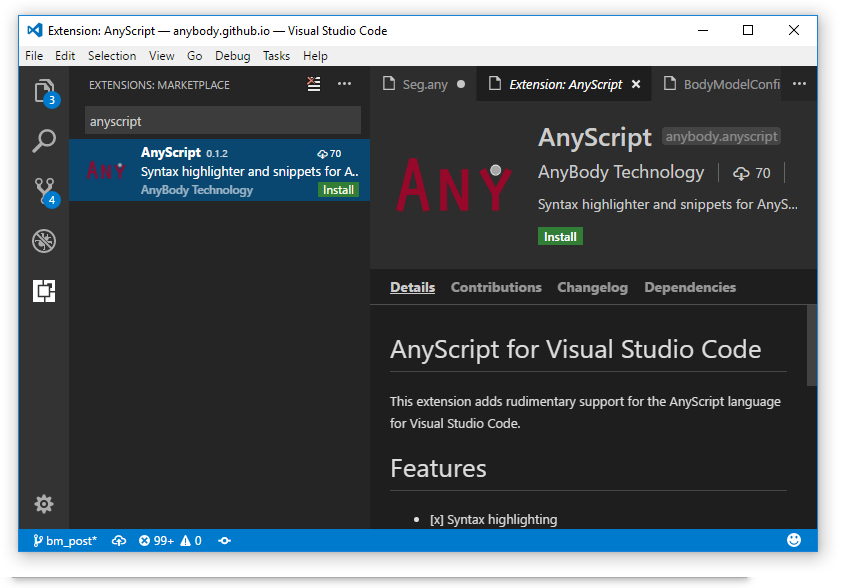 Extension: AnyScript — anybody.github.io — Visual Studio Code
File Edit Selection View Go Debug Tasks Help
3
4
EXTENSIONS: MARKETPLACE
anyscript
AnyScript 0.1.2 70
Syntax highlighter and snippets for A..
AnyBody Technology Install
Seg.any Extension: AnyScript BodyModelConfi
ANY
AnyScript anybody.anyscript
AnyBody Technology 70
Syntax highlighter and snippets for AnyS...
Install
Details Contributions Changelog Dependencies
AnyScript for Visual Studio Code
This extension adds rudimentary support for the AnyScript language
for Visual Studio Code.
Features
• [x] Syntax highlighting
bm_post* 99+ 0